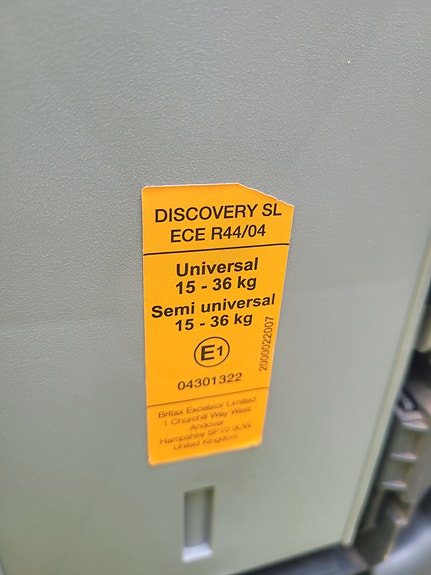 DISCOVERY SL
ECE R44/04
Universal
15 - 36 kg
Semi universal
15 - 36 kg
E1
2000022007
04301322
Britax Excelsior Limited
1 Churchill Way West
Andover
Hampshire SP10 3UW
United Kingdom